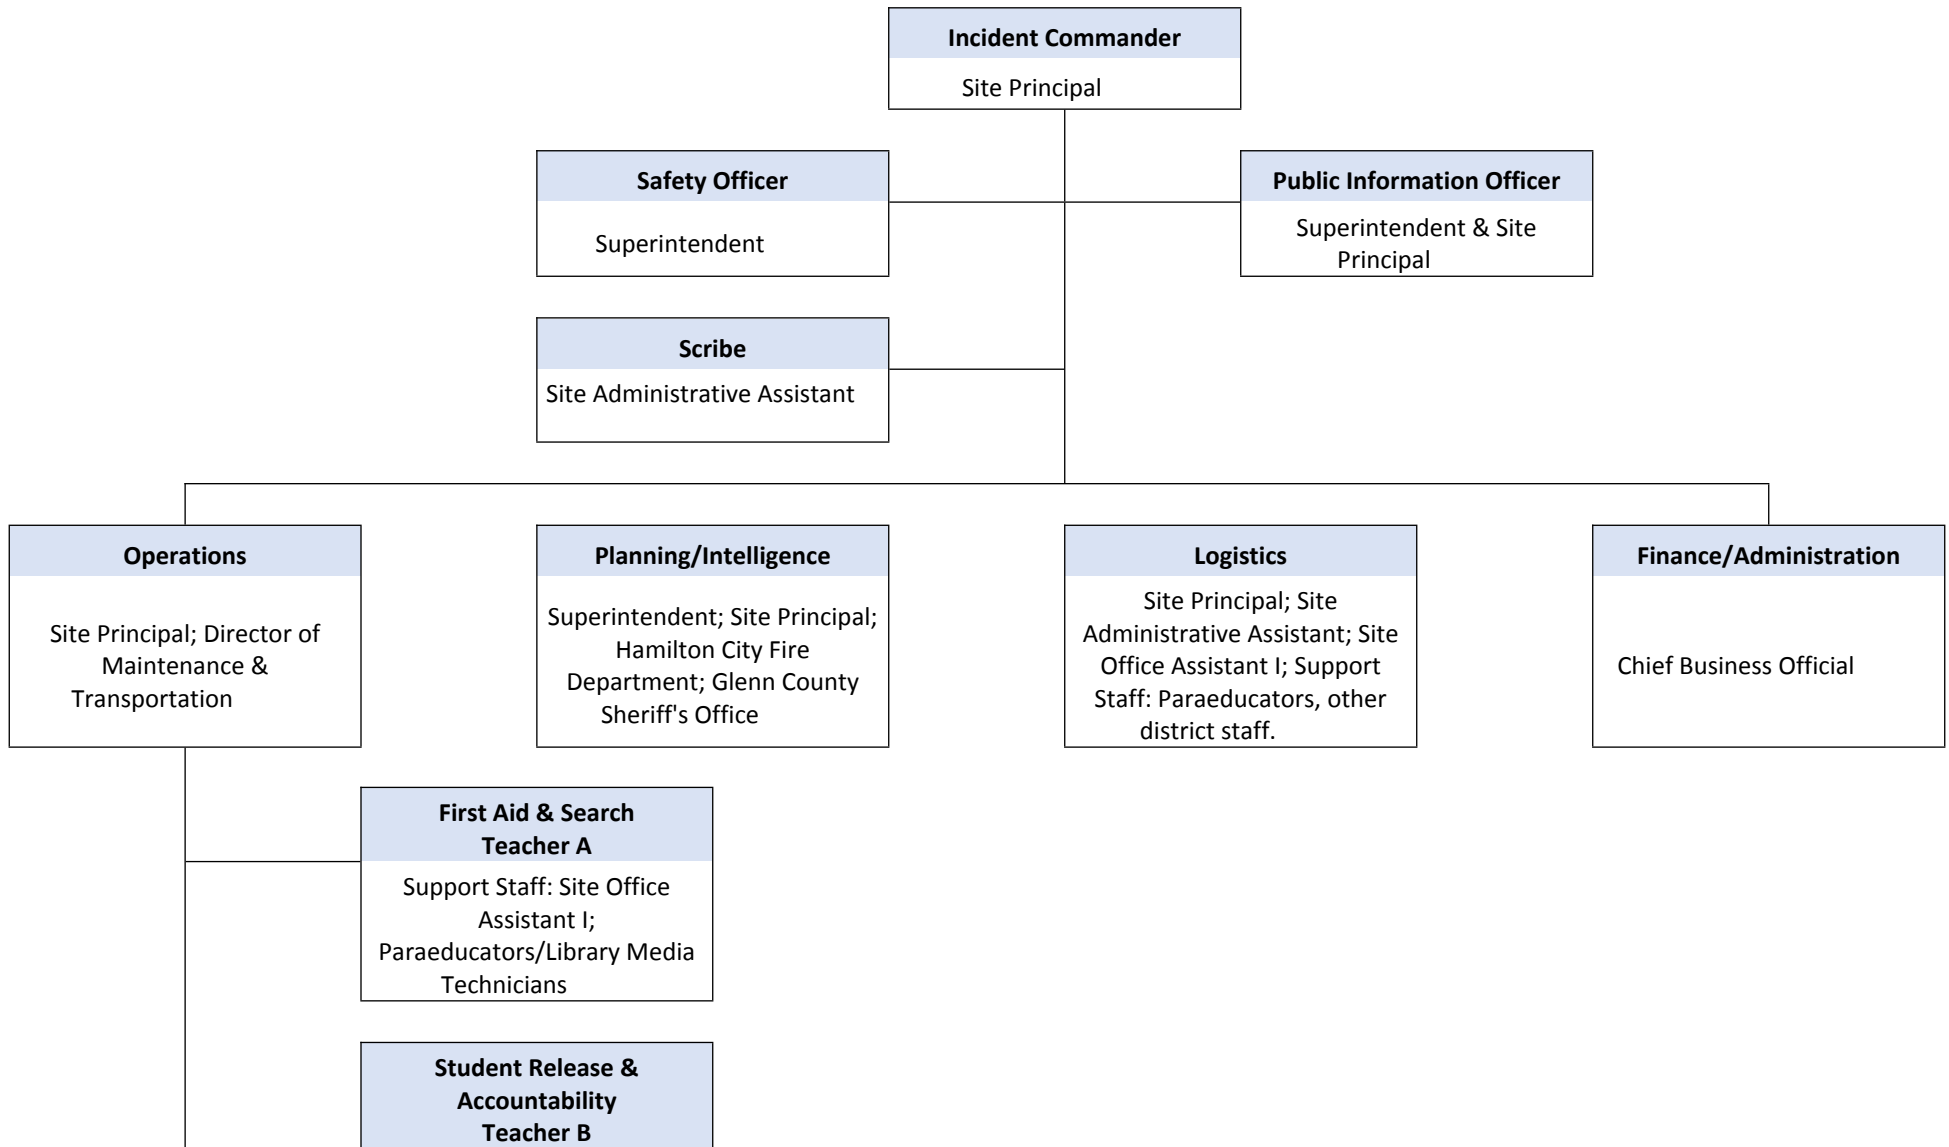 Incident Commander
Site Principal
Safety Officer
Superintendent
Public Information Officer
Superintendent & Site
Principal
Scribe
Site Administrative Assistant
Operations
Site Principal; Director of
Maintenance &
Transportation
Planning/Intelligence
Superintendent; Site Principal;
Hamilton City Fire
Department; Glenn County
Sheriff's Office
Logistics
Site Principal; Site
Administrative Assistant; Site
Office Assistant I; Support
Staff: Paraeducators, other
district staff.
Finance/Administration
Chief Business Official
First Aid & Search
Teacher A
Support Staff: Site Office
Assistant I;
Paraeducators/Library Media
Technicians
Student Release &
Accountability
Teacher B